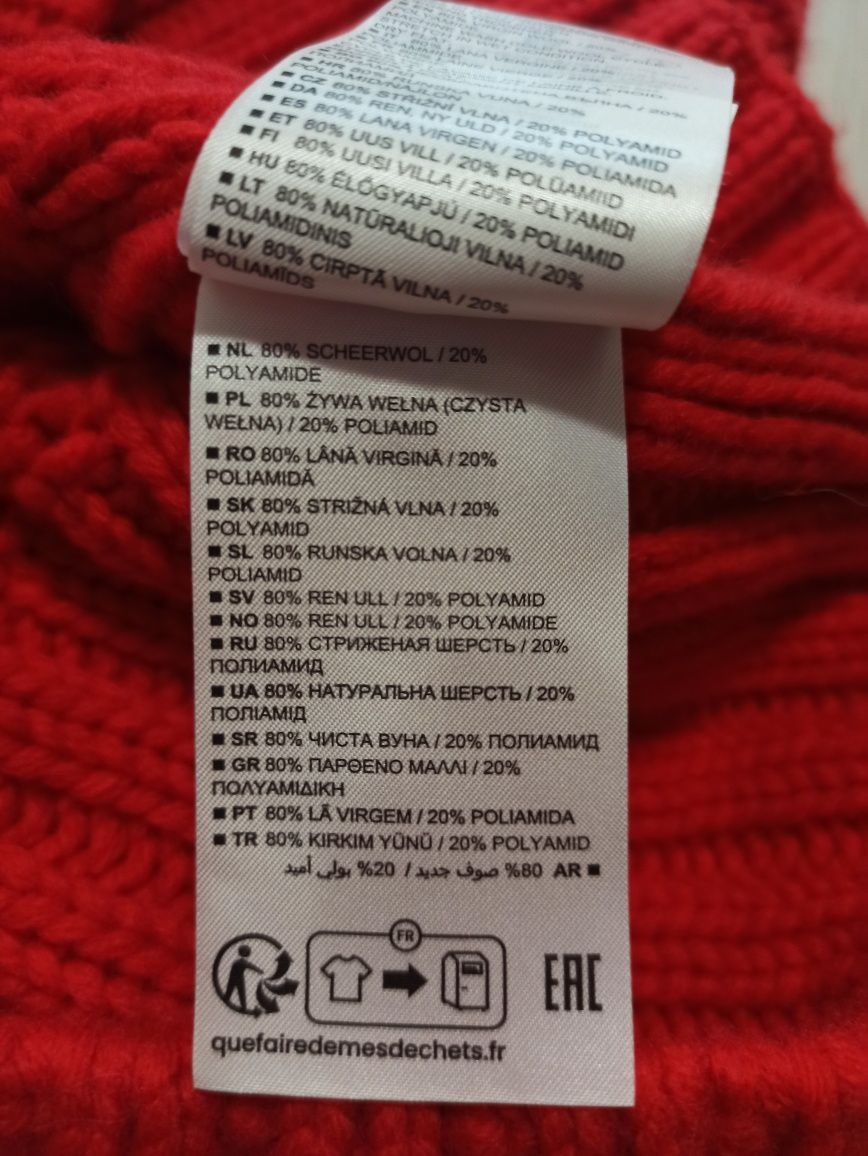 ■ CZ 80% STŘIŽNÍ VLNA / 20% POLYAMID
■ DA 80% REN. NY ULD / 20% POLYAMID
■ ES 80% LANA VIRGEN / 20% POLIAMIDA
■ ET 80% UUS VILL / 20% POLÜAMIID
■ FI 80% UUSI VILLA / 20% POLYAMIDI
■ HU 80% ÉLŐGYAPJÚ / 20% POLIAMID
■ LT 80% NATŪRALIOJI VILNA / 20%
POLIAMIDINIS
■ LV 80% CIRPTĀ VILNA / 20%
POLIAMĪDS
■ NL 80% SCHEERWOL / 20%
POLYAMIDE
■ PL 80% ŻYWA WEŁNA (CZYSTA
WEŁNA) / 20% POLIAMID
■ RO 80% LÂNĂ VIRGINĂ / 20%
POLIAMIDĂ
■ SK 80% STRIŽNÁ VLNA / 20%
POLYAMID
■ SL 80% RUNSKA VOLNA / 20%
POLIAMID
■ SV 80% REN ULL / 20% POLYAMID
■ NO 80% REN ULL / 20% POLYAMIDE
■ RU 80% СТРИЖЕНАЯ ШЕРСТЬ / 20%
ПОЛИАМИД
■ UA 80% НАТУРАЛЬНА ШЕРСТЬ / 20%
ПОЛІАМІД
■ SR 80% ЧИСТА ВУНА / 20% ПОЛИАМИД
■ GR 80% ΠΑΡΘΕΝΟ ΜΑΛΛΙ / 20%
ΠΟΛΥΑΜΙΔΙΚΗ
■ PT 80% LÃ VIRGEM / 20% POLIAMIDA
■ TR 80% KIRKIM YÜNÜ / 20% POLYAMID
■ AR 80% صوف جديد / 20% بولي أميد
FR
EAC
quefairedemesdechets.fr